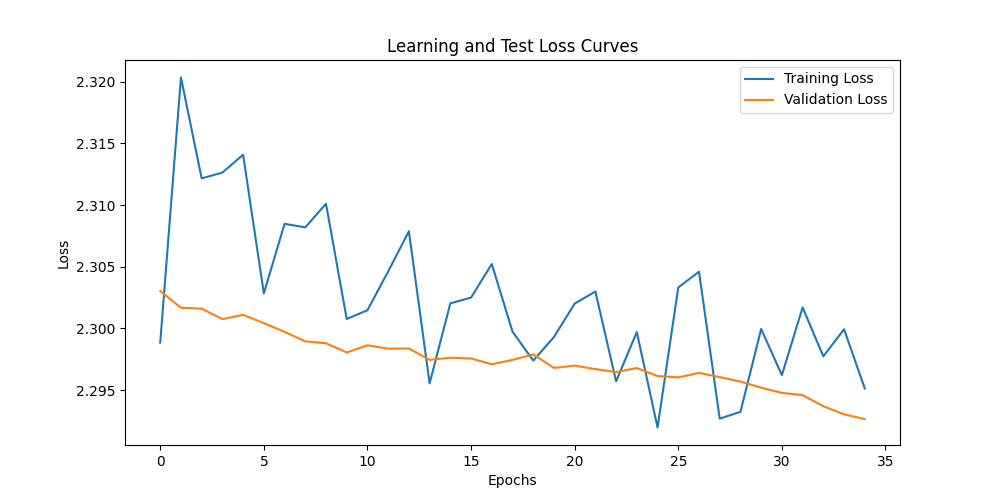 Learning and Test Loss Curves
Training Loss
Validation Loss
2.320
2.315
2.310
2.305
2.300
2.295
Loss
0 5 10 15 20 25 30 35
Epochs